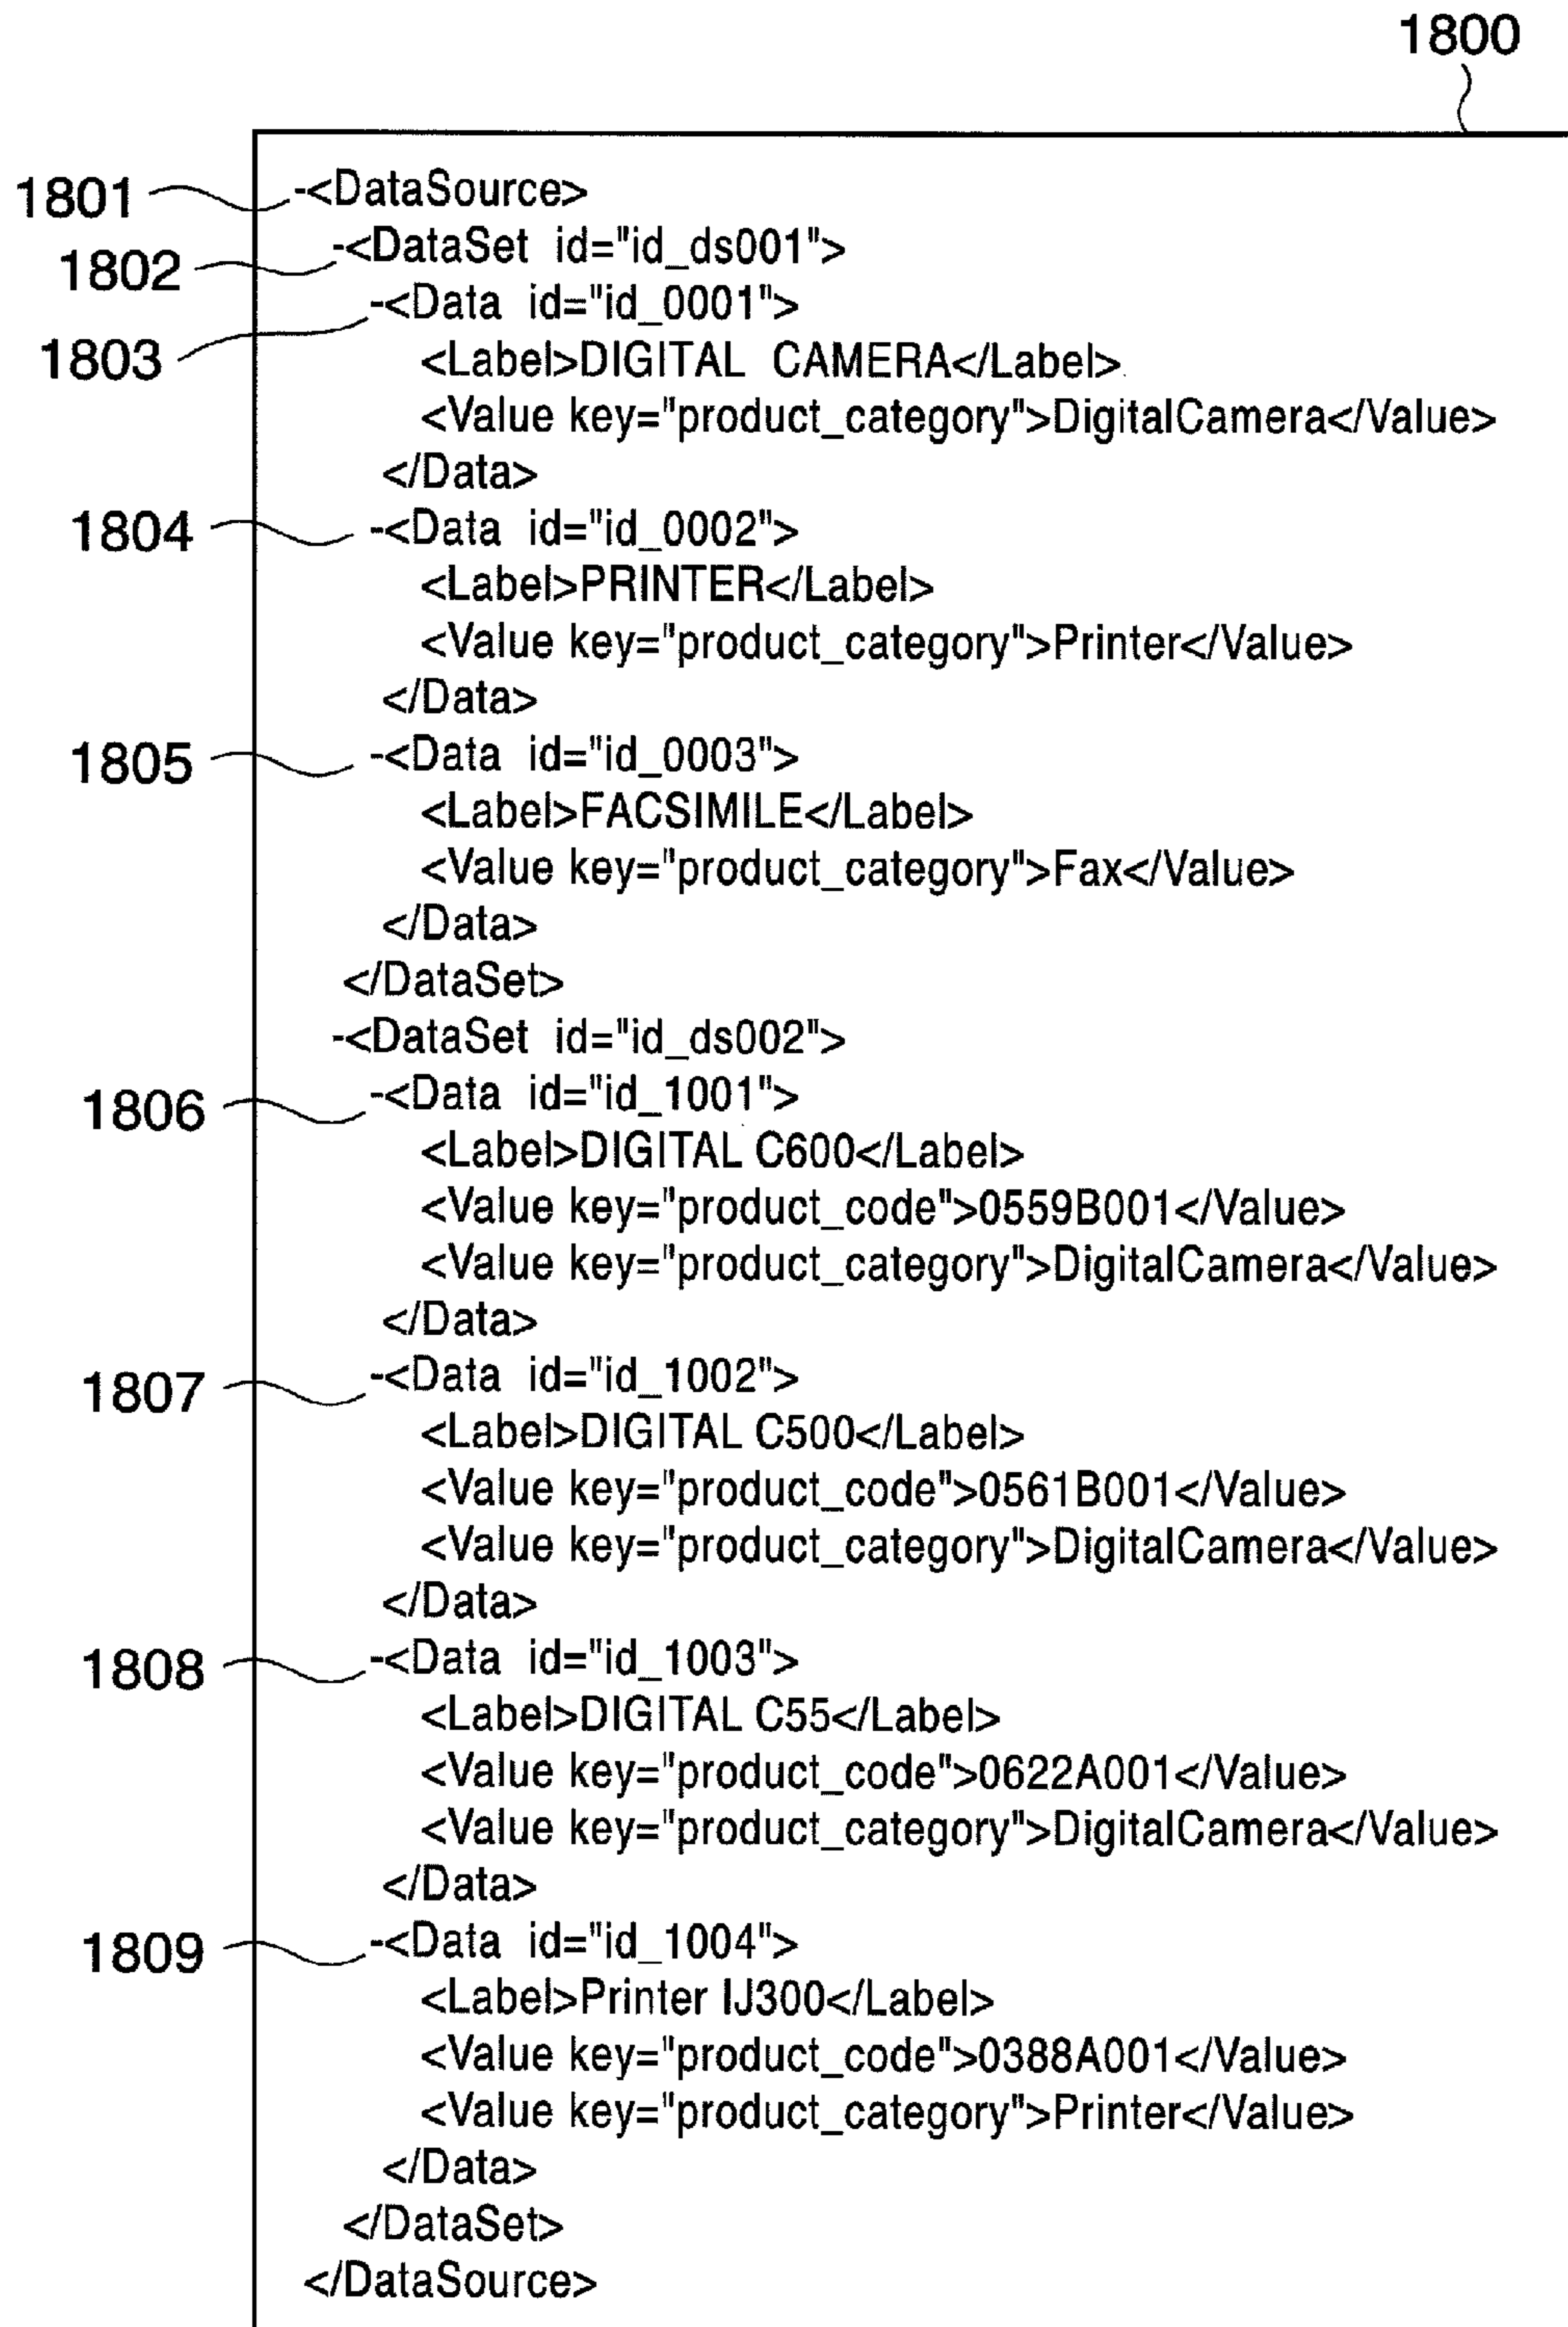 1800
1801 -<DataSource>
1802 -<DataSet id="id_ds001">
1803 -<Data id="id_0001">
<Label>DIGITAL CAMERA</Label>
<Value key="product_category">DigitalCamera</Value>
</Data>
1804 -<Data id="id_0002">
<Label>PRINTER</Label>
<Value key="product_category">Printer</Value>
</Data>
1805 -<Data id="id_0003">
<Label>FACSIMILE</Label>
<Value key="product_category">Fax</Value>
</Data>
</DataSet>
-<DataSet id="id_ds002">
1806 -<Data id="id_1001">
<Label>DIGITAL C600</Label>
<Value key="product_code">0559B001</Value>
<Value key="product_category">DigitalCamera</Value>
</Data>
1807 -<Data id="id_1002">
<Label>DIGITAL C500</Label>
<Value key="product_code">0561B001</Value>
<Value key="product_category">DigitalCamera</Value>
</Data>
1808 -<Data id="id_1003">
<Label>DIGITAL C55</Label>
<Value key="product_code">0622A001</Value>
<Value key="product_category">DigitalCamera</Value>
</Data>
1809 -<Data id="id_1004">
<Label>Printer IJ300</Label>
<Value key="product_code">0388A001</Value>
<Value key="product_category">Printer</Value>
</Data>
</DataSet>
</DataSource>